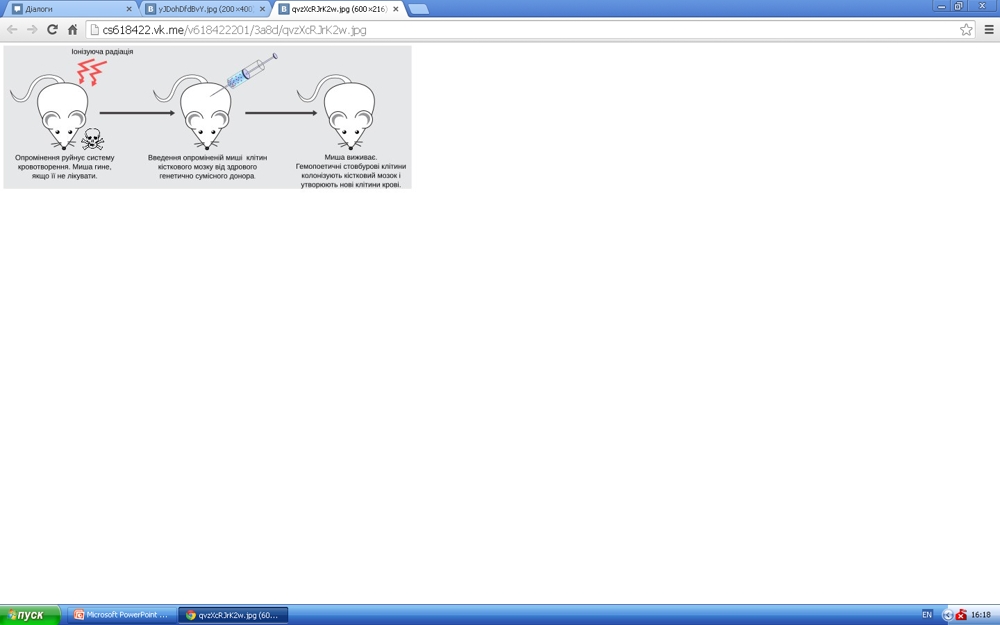 Діалоги
yJDohDfdBvY.jpg (200×400)
qvzXcRJrK2w.jpg (600×216)
cs618422.vk.me/v618422201/3a8d/qvzXcRJrK2w.jpg
Іонізуюча радіація
Опромінення руйнує систему
кровотворення. Миша гине,
якщо її не лікувати.
Введення опроміненій миші клітин
кісткового мозку від здрового
генетично сумісного донора.
Миша виживає.
Гемопоетичні стовбурові клітини
колонізують кістковий мозок і
утворюють нові клітини крові.
пуск
Microsoft PowerPoint ...
qvzXcRJrK2w.jpg (60...
EN
16:18